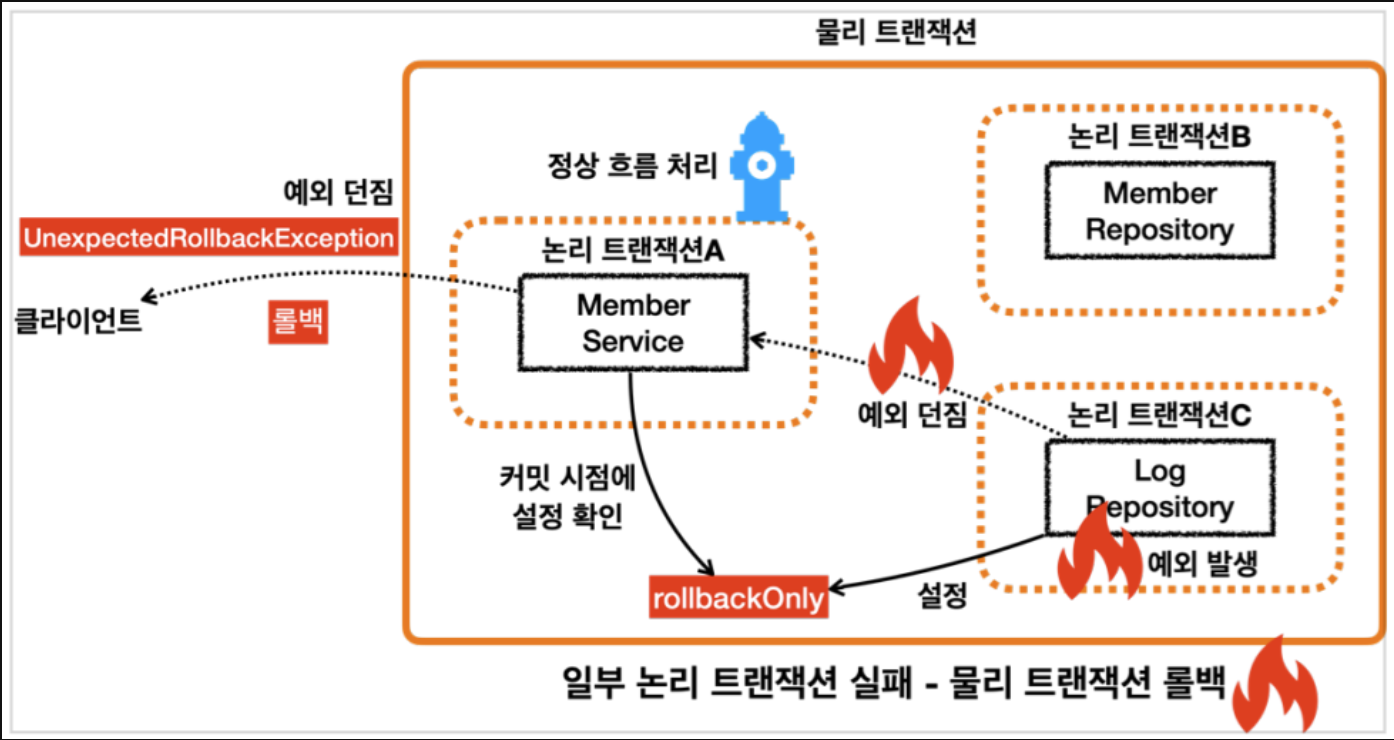 물리 트랜잭션
정상 흐름 처리
논리 트랜잭션B
Member
Repository
예외 던짐
UnexpectedRollbackException
논리 트랜잭션A
Member
Service
클라이언트
롤백
예외 던짐
논리 트랜잭션C
Log
Repository
커밋 시점에
설정 확인
예외 발생
rollbackOnly
설정
일부 논리 트랜잭션 실패 - 물리 트랜잭션 롤백